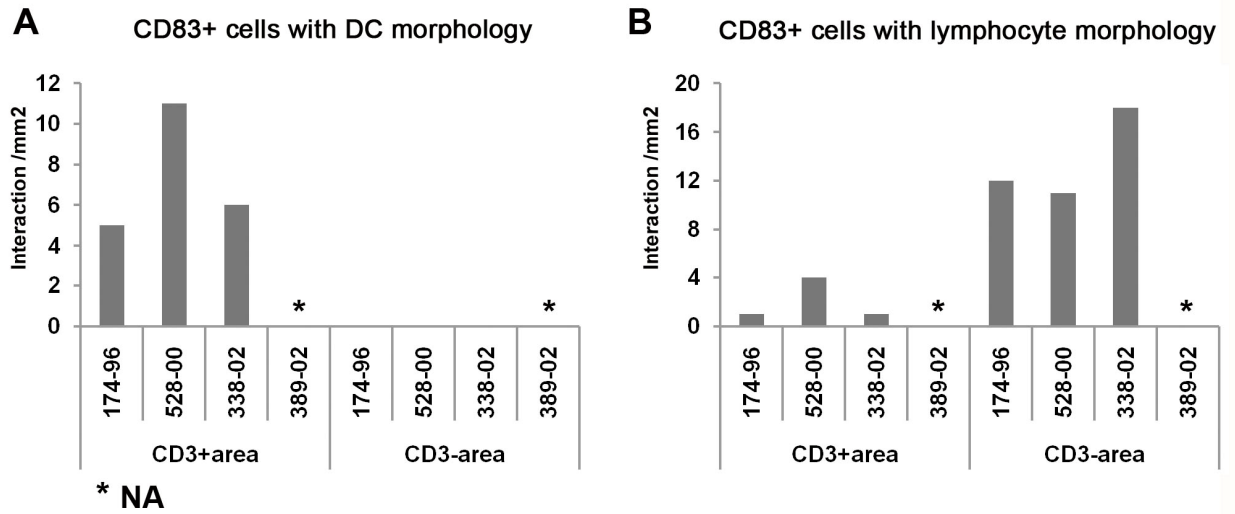 A CD83+ cells with DC morphology
Interaction /mm2
12
10
8
6
4
2
0
* *
174-96 528-00 338-02 389-02 174-96 528-00 338-02 389-02
CD3+area CD3-area
* NA
B CD83+ cells with lymphocyte morphology
Interaction /mm2
20
16
12
8
4
0
* *
174-96 528-00 338-02 389-02 174-96 528-00 338-02 389-02
CD3+area CD3-area